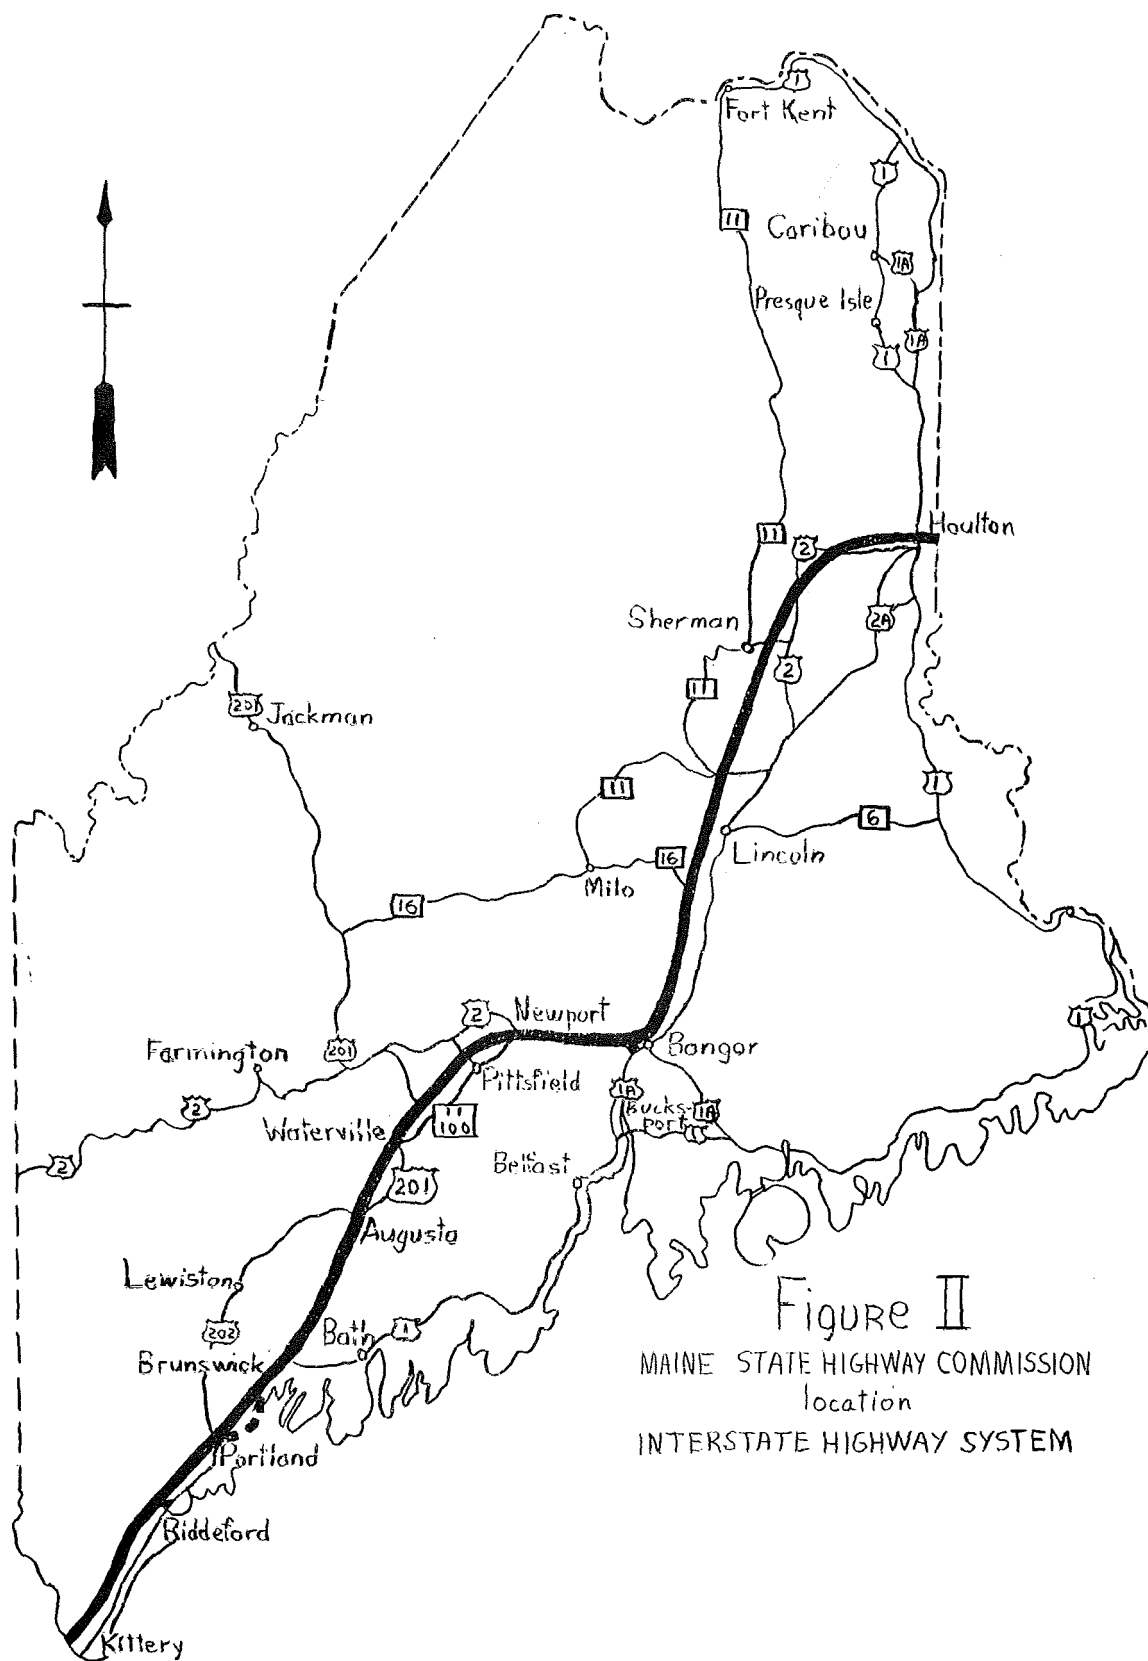 1
Fort Kent
1
11
Caribou
1A
Presque Isle
1A
1
Houlton
11
2
Sherman
2A
2
11
201
Jackman
1
11
6
Lincoln
16
Milo
16
2
Newport
1
201
Farmington
Bangor
Pittsfield
1A
2
Bucks-
port
1A
1
11
100
Waterville
2
Belfast
201
Augusta
Lewiston
202
Bath
1
Brunswick
Figure II
MAINE STATE HIGHWAY COMMISSION
location
INTERSTATE HIGHWAY SYSTEM
Portland
Biddeford
Kittery